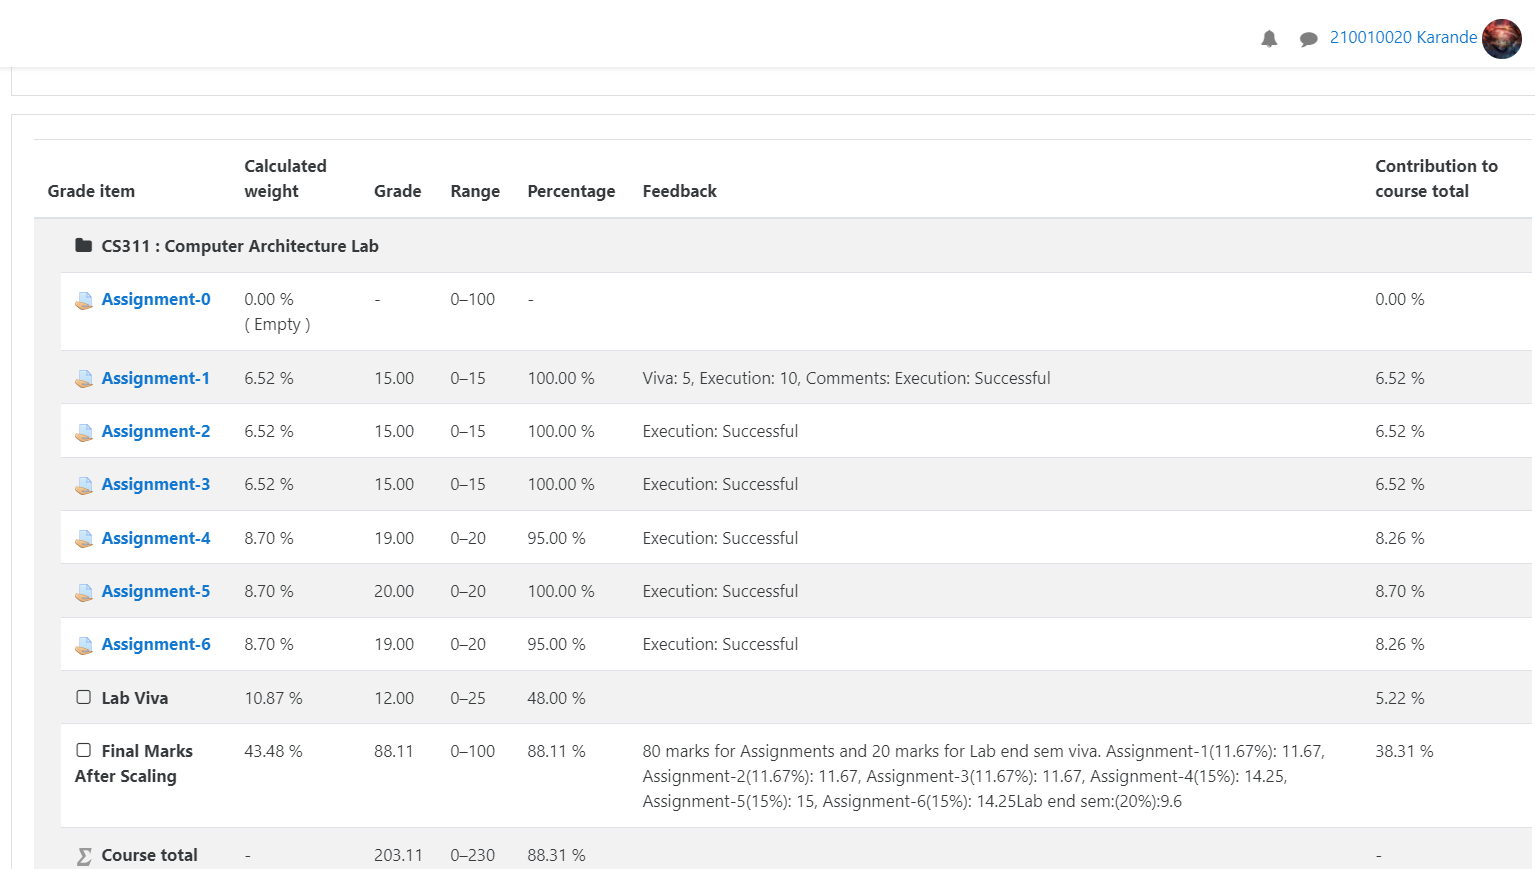 210010020 Karande
Grade item Calculated weight Grade Range Percentage Feedback Contribution to course total
CS311 : Computer Architecture Lab
Assignment-0 0.00 % - 0–100 - 0.00 %
( Empty )
Assignment-1 6.52 % 15.00 0–15 100.00 % Viva: 5, Execution: 10, Comments: Execution: Successful 6.52 %
Assignment-2 6.52 % 15.00 0–15 100.00 % Execution: Successful 6.52 %
Assignment-3 6.52 % 15.00 0–15 100.00 % Execution: Successful 6.52 %
Assignment-4 8.70 % 19.00 0–20 95.00 % Execution: Successful 8.26 %
Assignment-5 8.70 % 20.00 0–20 100.00 % Execution: Successful 8.70 %
Assignment-6 8.70 % 19.00 0–20 95.00 % Execution: Successful 8.26 %
Lab Viva 10.87 % 12.00 0–25 48.00 % 5.22 %
Final Marks 43.48 % 88.11 0–100 88.11 % 80 marks for Assignments and 20 marks for Lab end sem viva. Assignment-1(11.67%): 11.67, 38.31 %
After Scaling Assignment-2(11.67%): 11.67, Assignment-3(11.67%): 11.67, Assignment-4(15%): 14.25,
Assignment-5(15%): 15, Assignment-6(15%): 14.25Lab end sem:(20%):9.6
Course total - 203.11 0–230 88.31 % -